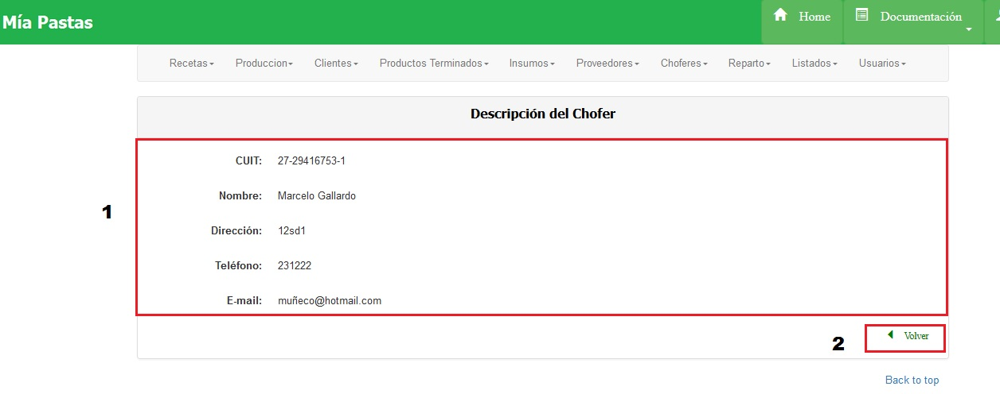 Mía Pastas Home Documentación
Recetas Produccion Clientes Productos Terminados Insumos Proveedores Choferes Reparto Listados Usuarios
Descripción del Chofer
CUIT: 27-29416753-1
Nombre: Marcelo Gallardo
1
Dirección: 12sd1
Teléfono: 231222
E-mail: muñeco@hotmail.com
2 Volver
Back to top